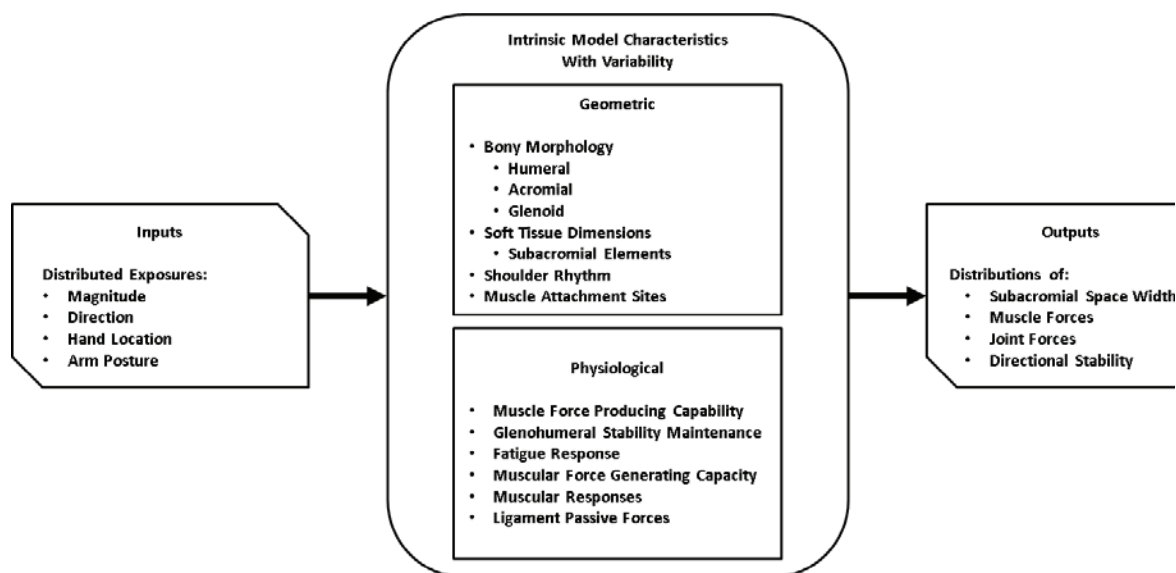 Intrinsic Model Characteristics
With Variability
Geometric
• Bony Morphology
• Humeral
• Acromial
• Glenoid
• Soft Tissue Dimensions
• Subacromial Elements
• Shoulder Rhythm
• Muscle Attachment Sites
Inputs
Distributed Exposures:
• Magnitude
• Direction
• Hand Location
• Arm Posture
Physiological
• Muscle Force Producing Capability
• Glenohumeral Stability Maintenance
• Fatigue Response
• Muscular Force Generating Capacity
• Muscular Responses
• Ligament Passive Forces
Outputs
Distributions of:
• Subacromial Space Width
• Muscle Forces
• Joint Forces
• Directional Stability